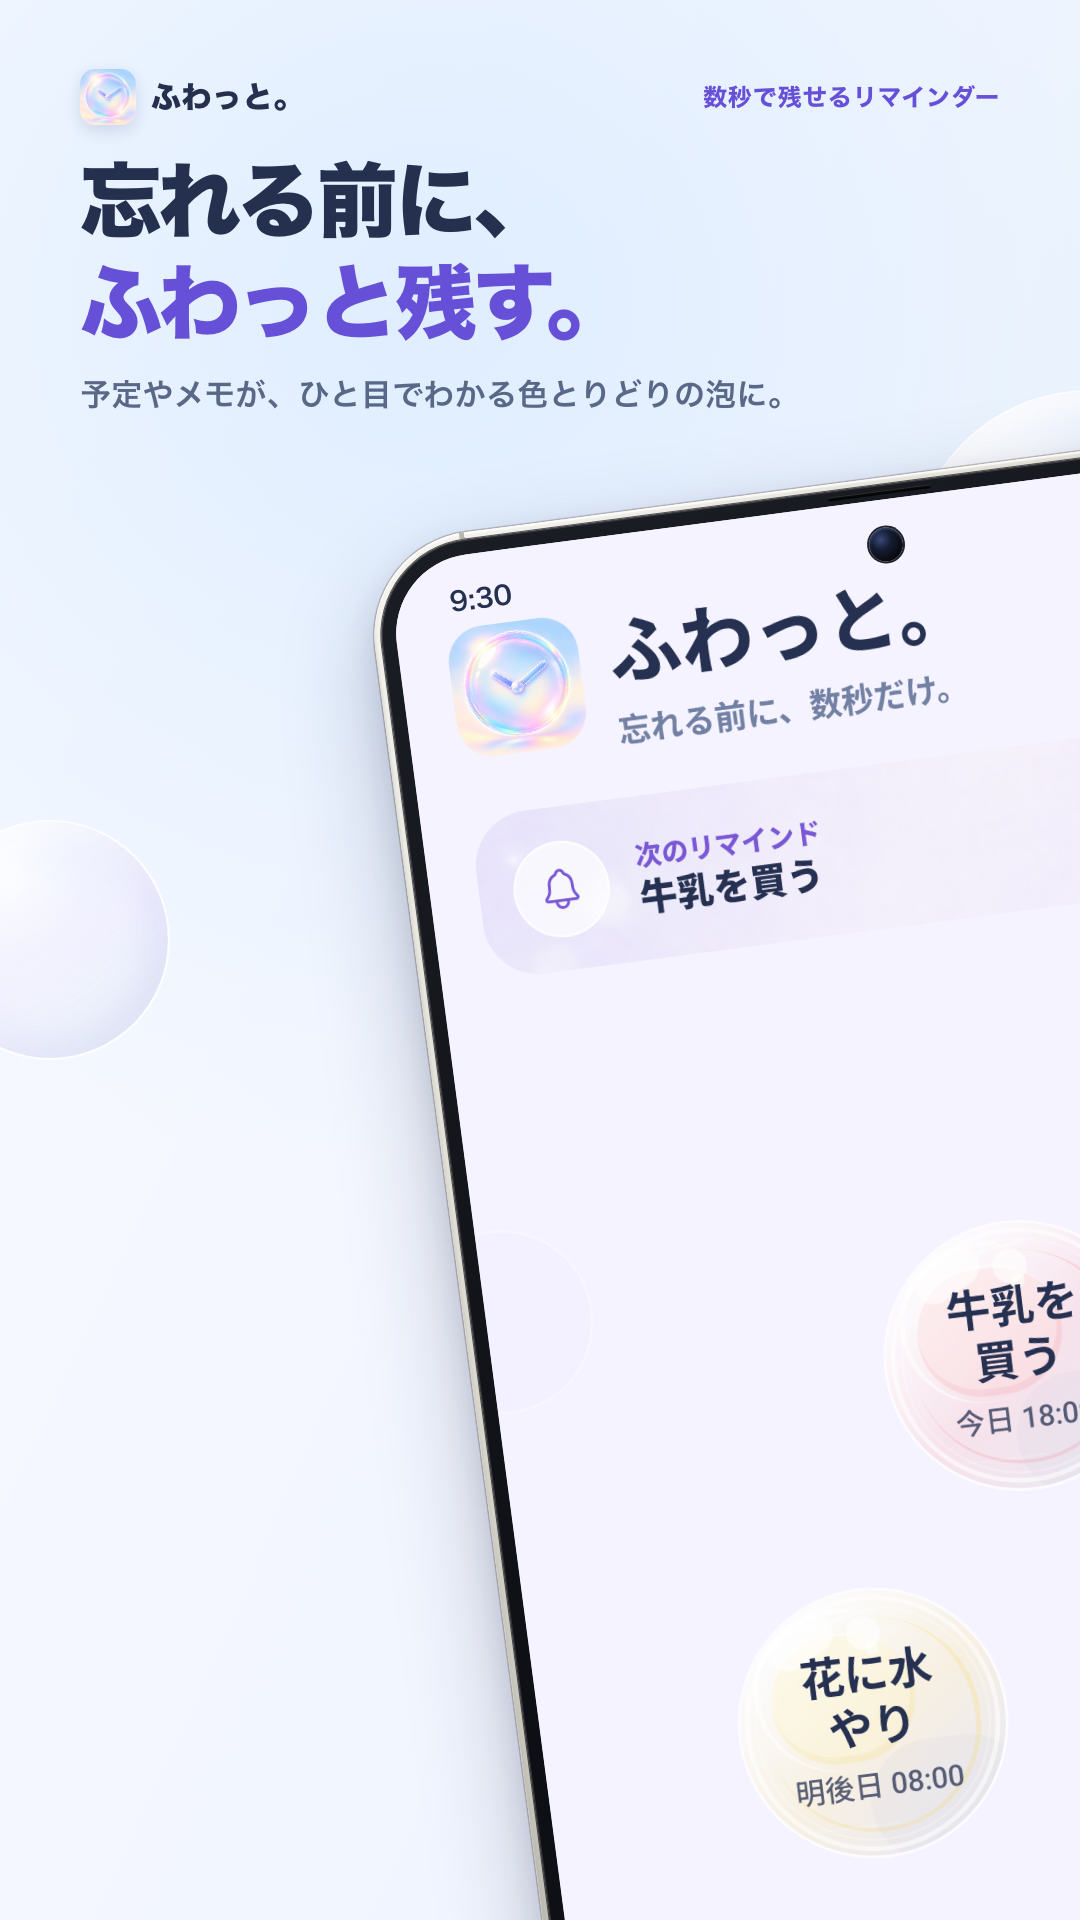 ふわっと。
数秒で残せるリマインダー
忘れる前に、
ふわっと残す。
予定やメモが、ひと目でわかる色とりどりの泡に。
9:30
ふわっと。
忘れる前に、数秒だけ。
次のリマインド
牛乳を買う
牛乳を
買う
今日 18:0
花に水
やり
明後日 08:00